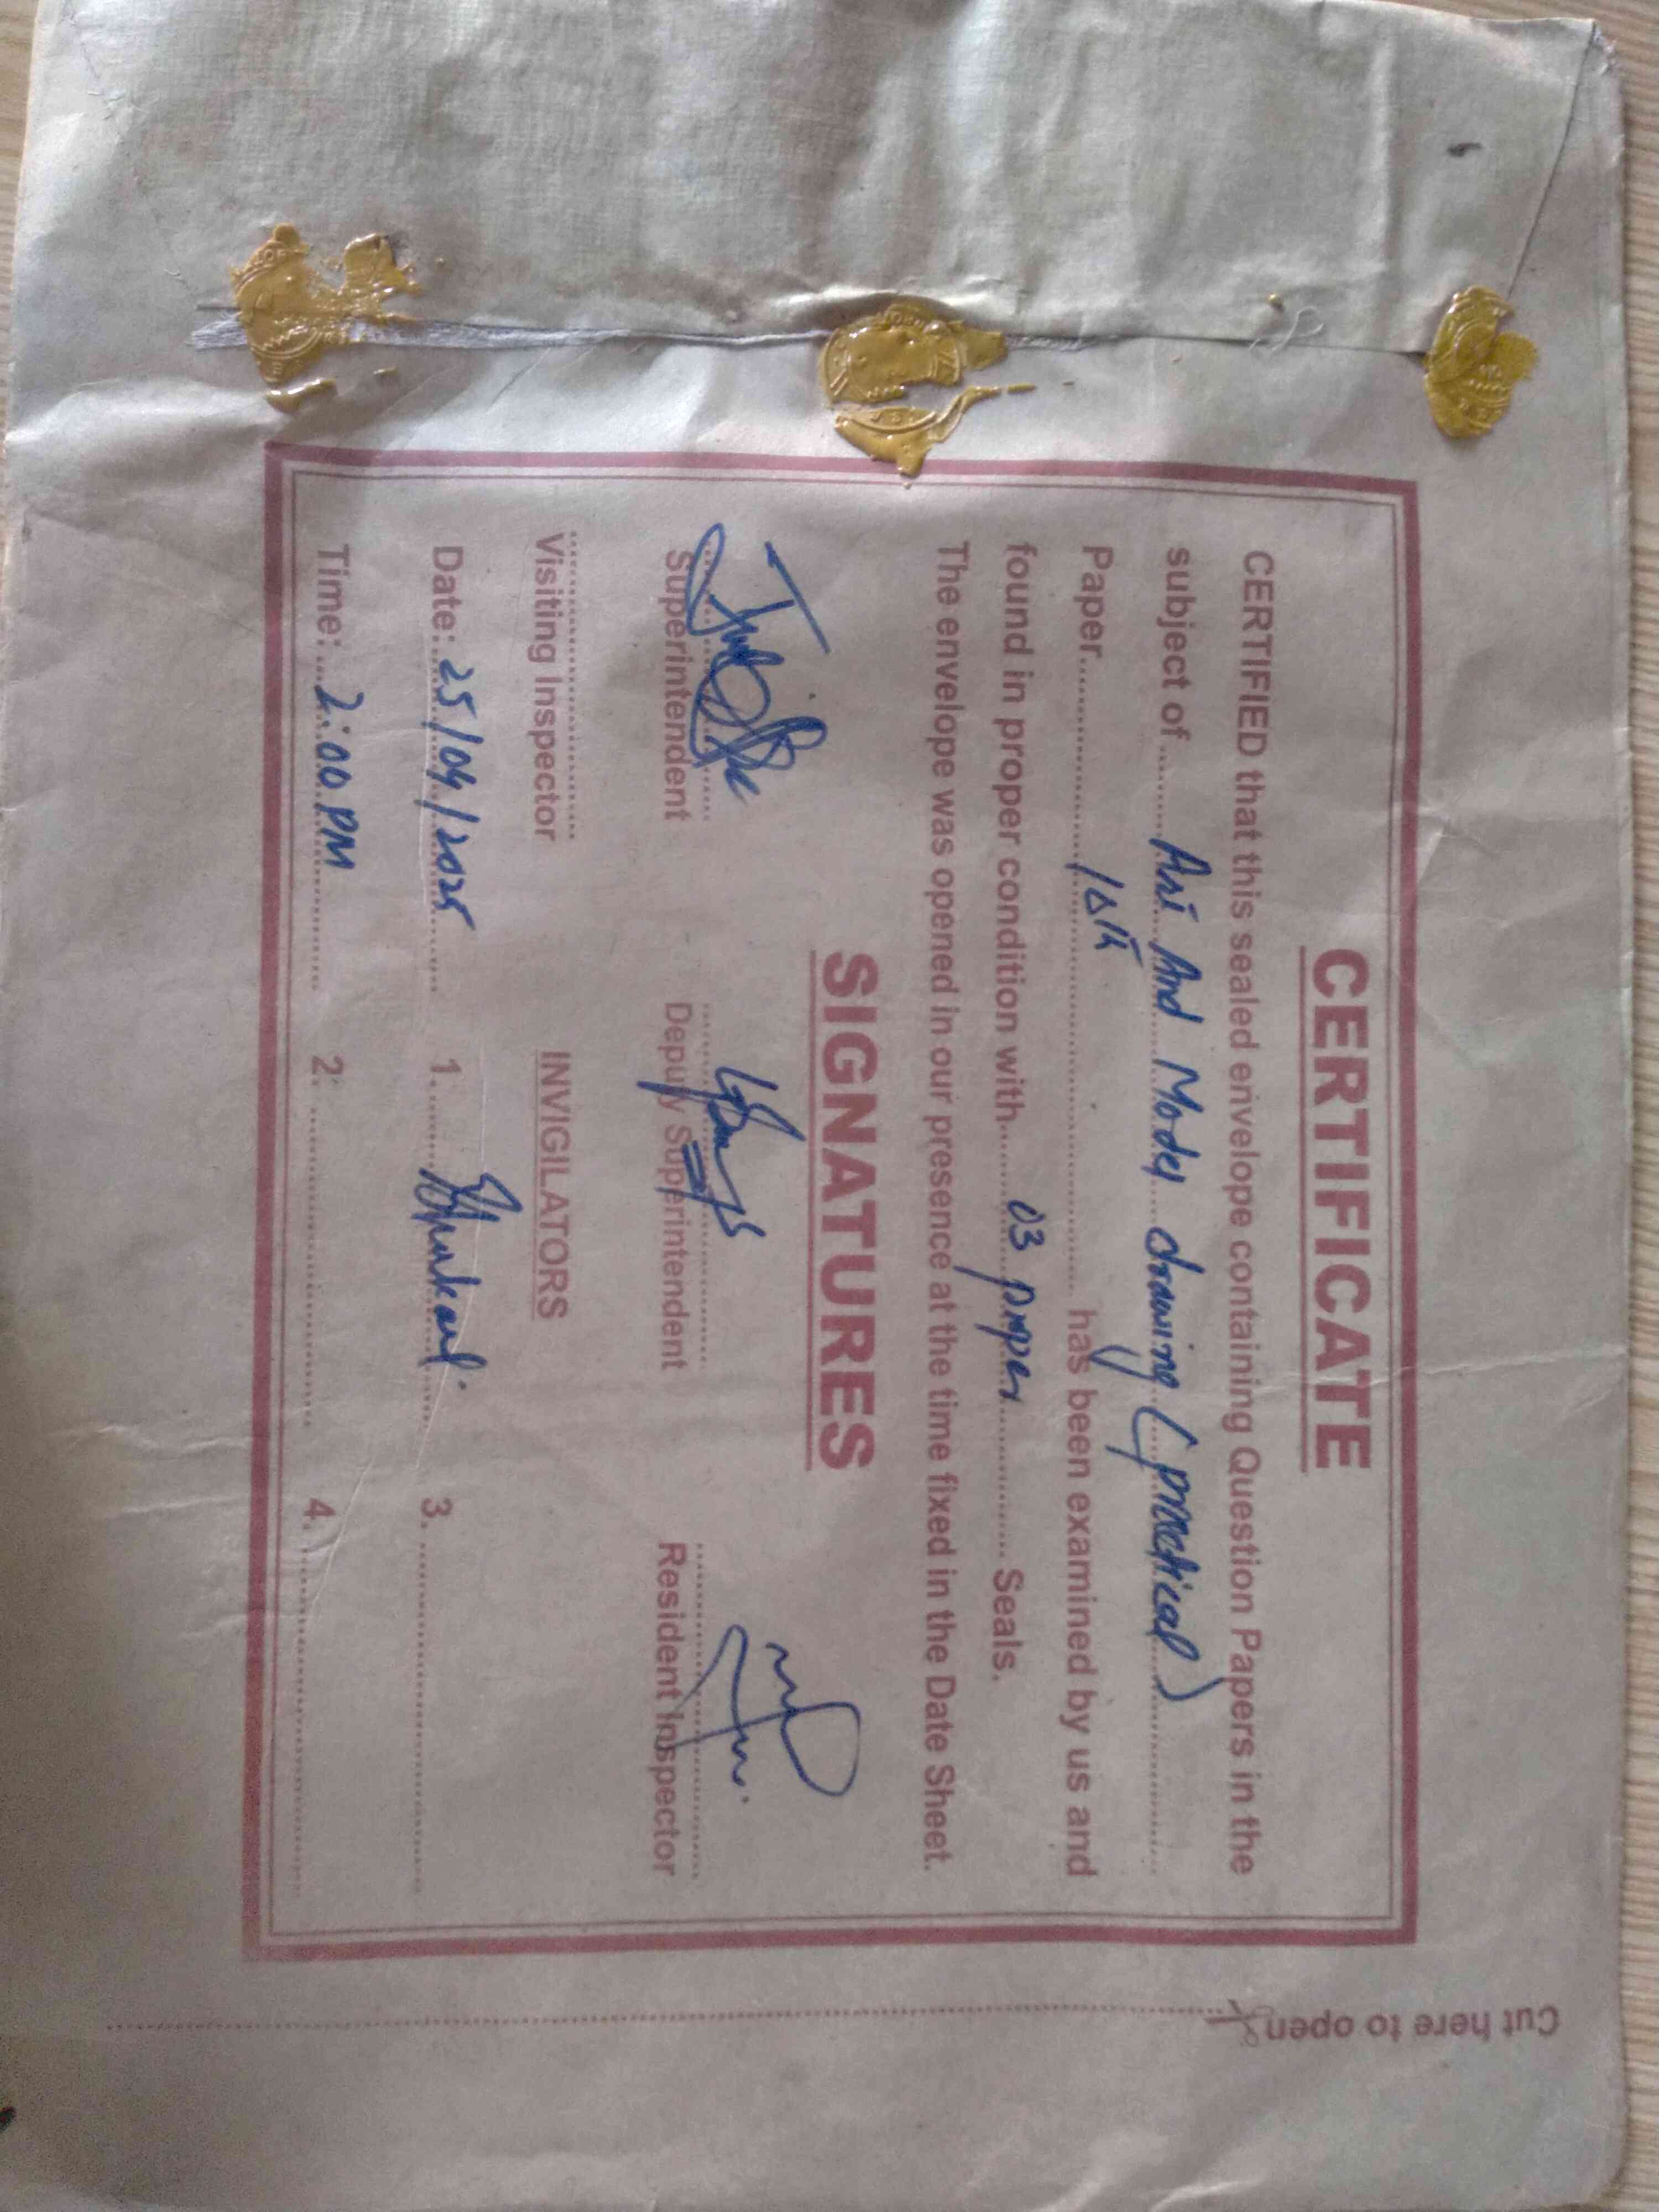 CERTIFICATE
CERTIFIED that this sealed envelope containing Question Papers in the
subject of Art And Model drawing (practical)
Paper 10th has been examined by us and
found in proper condition with 03 proper Seals.
The envelope was opened in our presence at the time fixed in the Date Sheet.
SIGNATURES
Superintendent Deputy Superintendent Resident Inspector
Visiting Inspector INVIGILATORS
Date: 25/04/2025 1. 3.
Time: 2:00 PM 2. 4.
Cut here to open